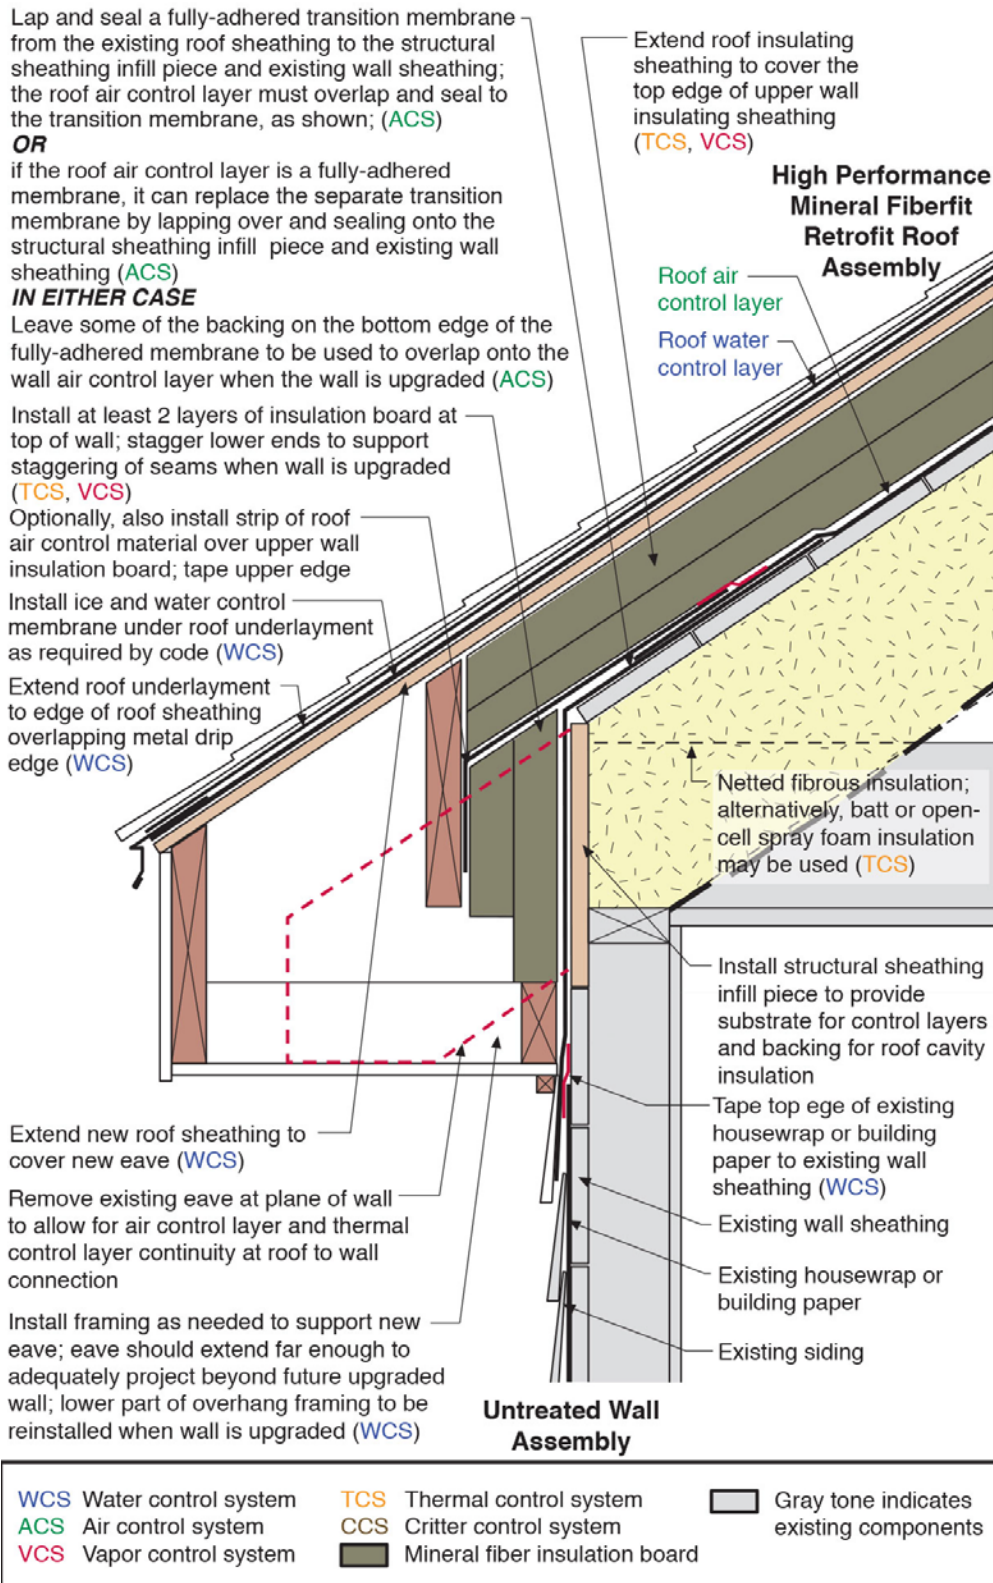 Lap and seal a fully-adhered transition membrane
from the existing roof sheathing to the structural
sheathing infill piece and existing wall sheathing;
the roof air control layer must overlap and seal to
the transition membrane, as shown; (ACS)
OR
if the roof air control layer is a fully-adhered
membrane, it can replace the separate transition
membrane by lapping over and sealing onto the
structural sheathing infill piece and existing wall
sheathing (ACS)
IN EITHER CASE
Leave some of the backing on the bottom edge of the
fully-adhered membrane to be used to overlap onto the
wall air control layer when the wall is upgraded (ACS)
Install at least 2 layers of insulation board at
top of wall; stagger lower ends to support
staggering of seams when wall is upgraded
(TCS, VCS)
Optionally, also install strip of roof
air control material over upper wall
insulation board; tape upper edge
Install ice and water control
membrane under roof underlayment
as required by code (WCS)
Extend roof underlayment
to edge of roof sheathing
overlapping metal drip
edge (WCS)
Extend roof insulating
sheathing to cover the
top edge of upper wall
insulating sheathing
(TCS, VCS)
High Performance
Mineral Fiberfit
Retrofit Roof
Assembly
Roof air
control layer
Roof water
control layer
Netted fibrous insulation;
alternatively, batt or open-
cell spray foam insulation
may be used (TCS)
Install structural sheathing
infill piece to provide
substrate for control layers
and backing for roof cavity
insulation
Tape top ege of existing
housewrap or building
paper to existing wall
sheathing (WCS)
Existing wall sheathing
Existing housewrap or
building paper
Existing siding
Extend new roof sheathing to
cover new eave (WCS)
Remove existing eave at plane of wall
to allow for air control layer and thermal
control layer continuity at roof to wall
connection
Install framing as needed to support new
eave; eave should extend far enough to
adequately project beyond future upgraded
wall; lower part of overhang framing to be
reinstalled when wall is upgraded (WCS)
Untreated Wall
Assembly
WCS Water control system
ACS Air control system
VCS Vapor control system
TCS Thermal control system
CCS Critter control system
Mineral fiber insulation board
Gray tone indicates
existing components